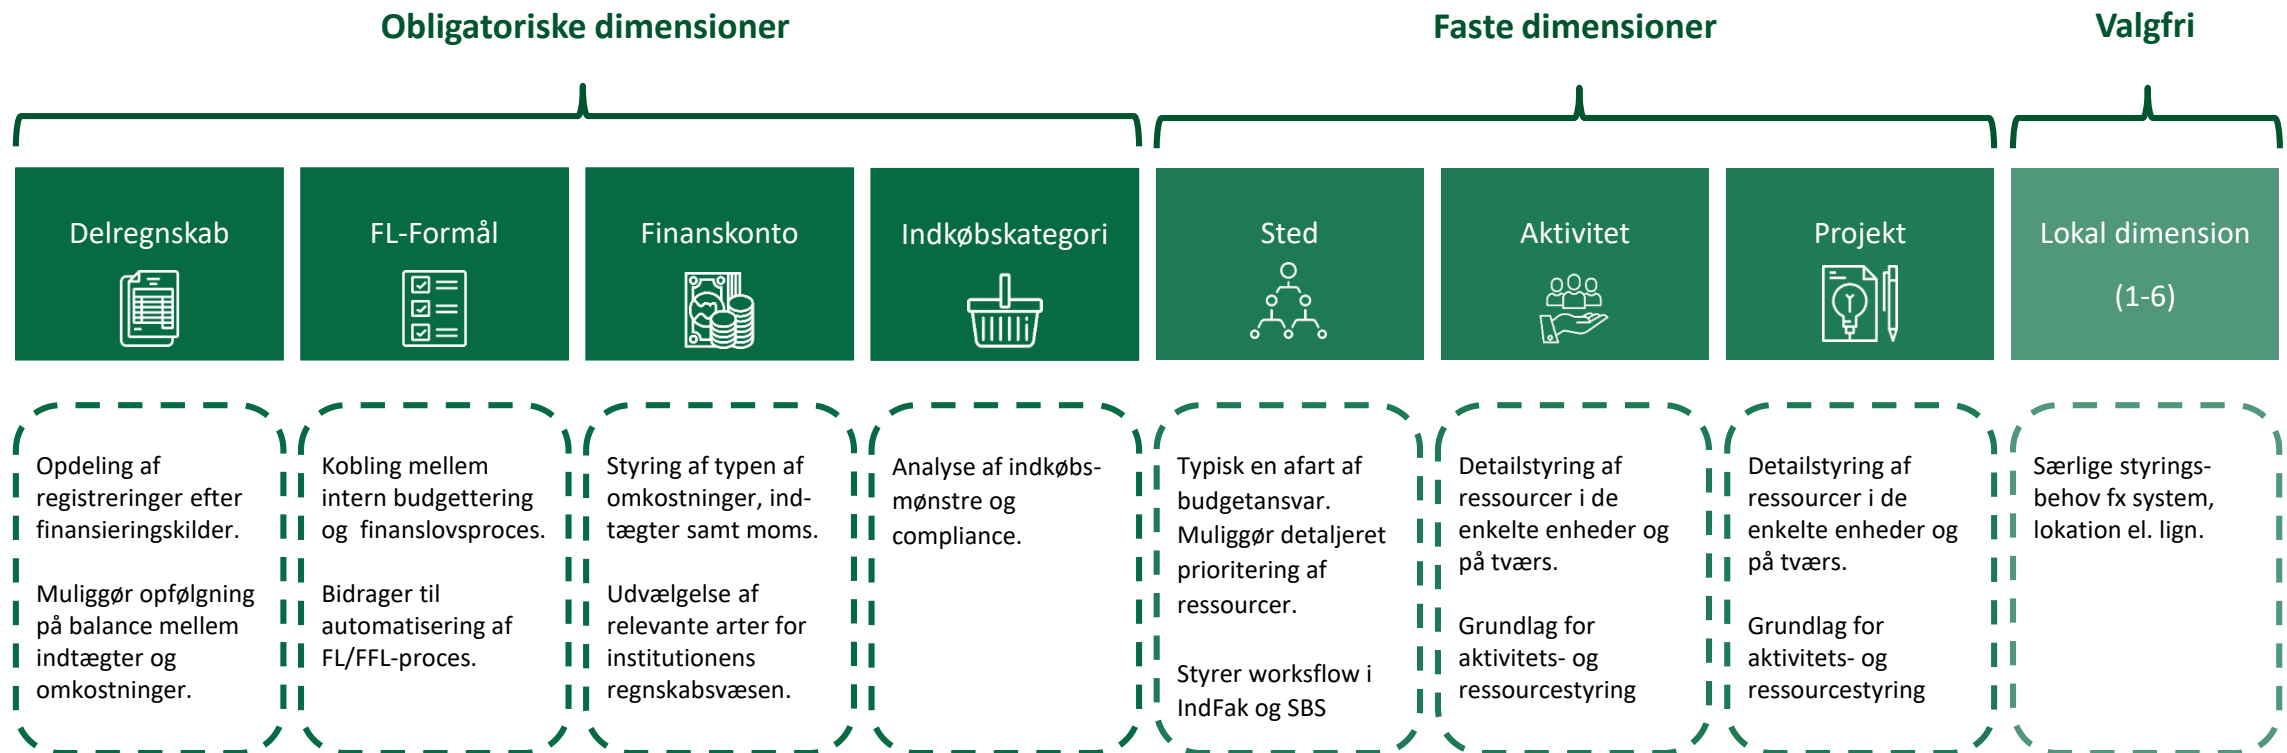 Obligatoriske dimensioner
Faste dimensioner
Valgfri
Delregnskab
FL-Formål
Finanskonto
Indkøbskategori
Sted
Aktivitet
Projekt
Lokal dimension
(1-6)
Opdeling af
registreringer efter
finansieringskilder.
Muliggør opfølgning
på balance mellem
indtægter og
omkostninger.
Kobling mellem
intern budgettering
og finanslovsproces.
Bidrager til
automatisering af
FL/FFL-proces.
Styring af typen af
omkostninger, ind-
tægter samt moms.
Udvælgelse af
relevante arter for
institutionens
regnskabsvæsen.
Analyse af indkøbs-
mønstre og
compliance.
Typisk en afart af
budgetansvar.
Muliggør detaljeret
prioritering af
ressourcer.
Styrer worksflow i
IndFak og SBS
Detailstyring af
ressourcer i de
enkelte enheder og
på tværs.
Grundlag for
aktivitets- og
ressourcestyring
Detailstyring af
ressourcer i de
enkelte enheder og
på tværs.
Grundlag for
aktivitets- og
ressourcestyring
Særlige styrings-
behov fx system,
lokation el. lign.